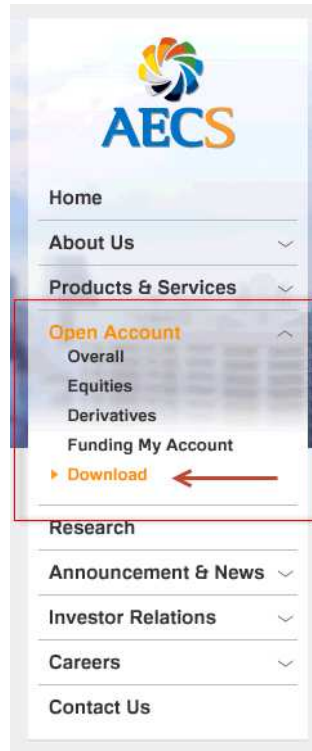 AECS
Home
About Us
Products & Services
Open Account
Overall
Equities
Derivatives
Funding My Account
Download
Research
Announcement & News
Investor Relations
Careers
Contact Us